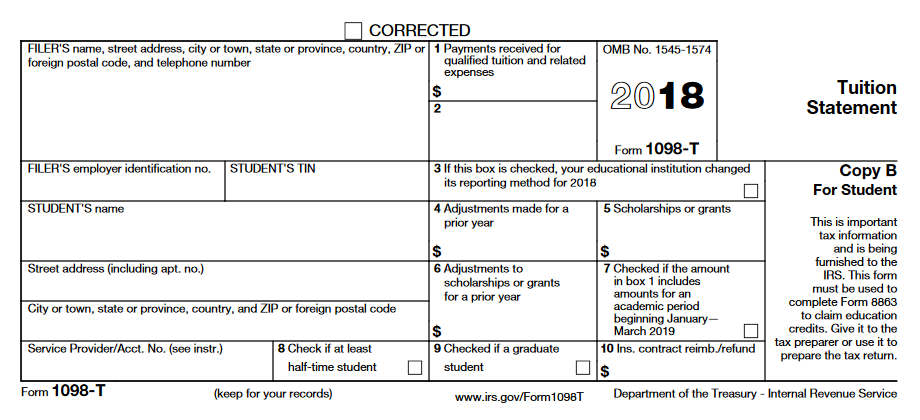 CORRECTED
FILER'S name, street address, city or town, state or province, country, ZIP or
foreign postal code, and telephone number
1 Payments received for
qualified tuition and related
expenses
$
2
OMB No. 1545-1574
2018
Form 1098-T
Tuition
Statement
FILER'S employer identification no.
STUDENT'S TIN
3 If this box is checked, your educational institution changed
its reporting method for 2018
Copy B
For Student
STUDENT'S name
4 Adjustments made for a
prior year
$
5 Scholarships or grants
$
This is important
tax information
and is being
furnished to the
IRS. This form
must be used to
complete Form 8863
to claim education
credits. Give it to the
tax preparer or use it to
prepare the tax return.
Street address (including apt. no.)
6 Adjustments to
scholarships or grants
for a prior year
$
7 Checked if the amount
in box 1 includes
amounts for an
academic period
beginning January—
March 2019
City or town, state or province, country, and ZIP or foreign postal code
Service Provider/Acct. No. (see instr.)
8 Check if at least
half-time student
9 Checked if a graduate
student
10 Ins. contract reimb./refund
$
Form 1098-T
(keep for your records)
www.irs.gov/Form1098T
Department of the Treasury - Internal Revenue Service